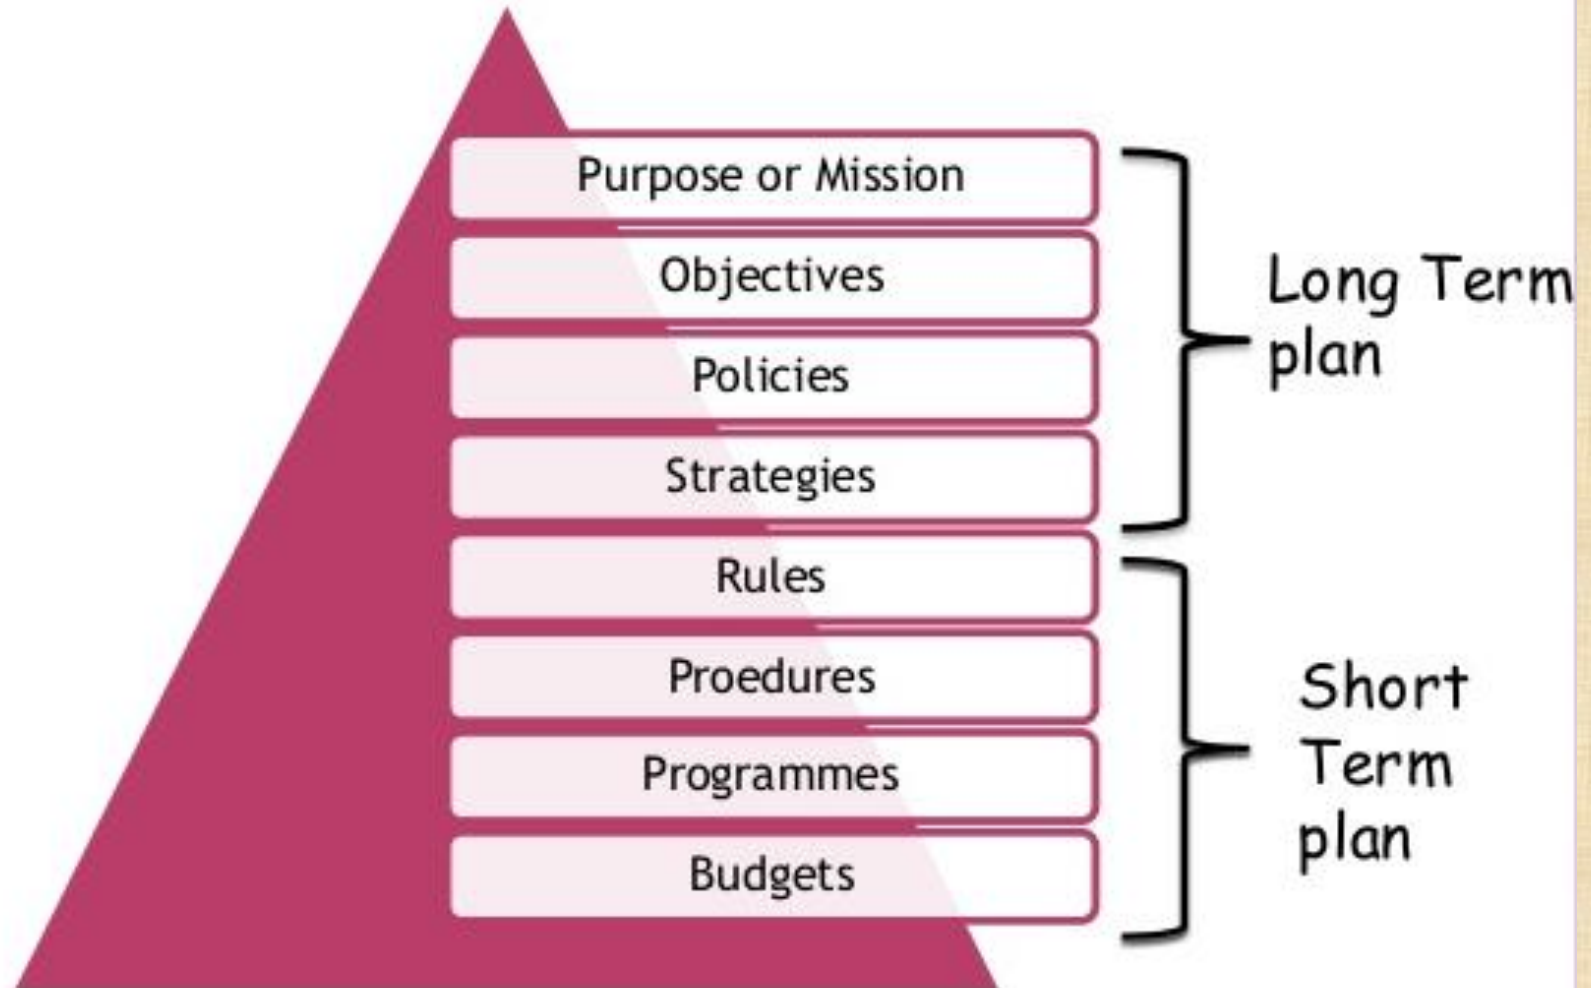 Purpose or Mission
Objectives
Policies
Strategies
Rules
Proedures
Programmes
Budgets
Long Term
plan
Short
Term
plan